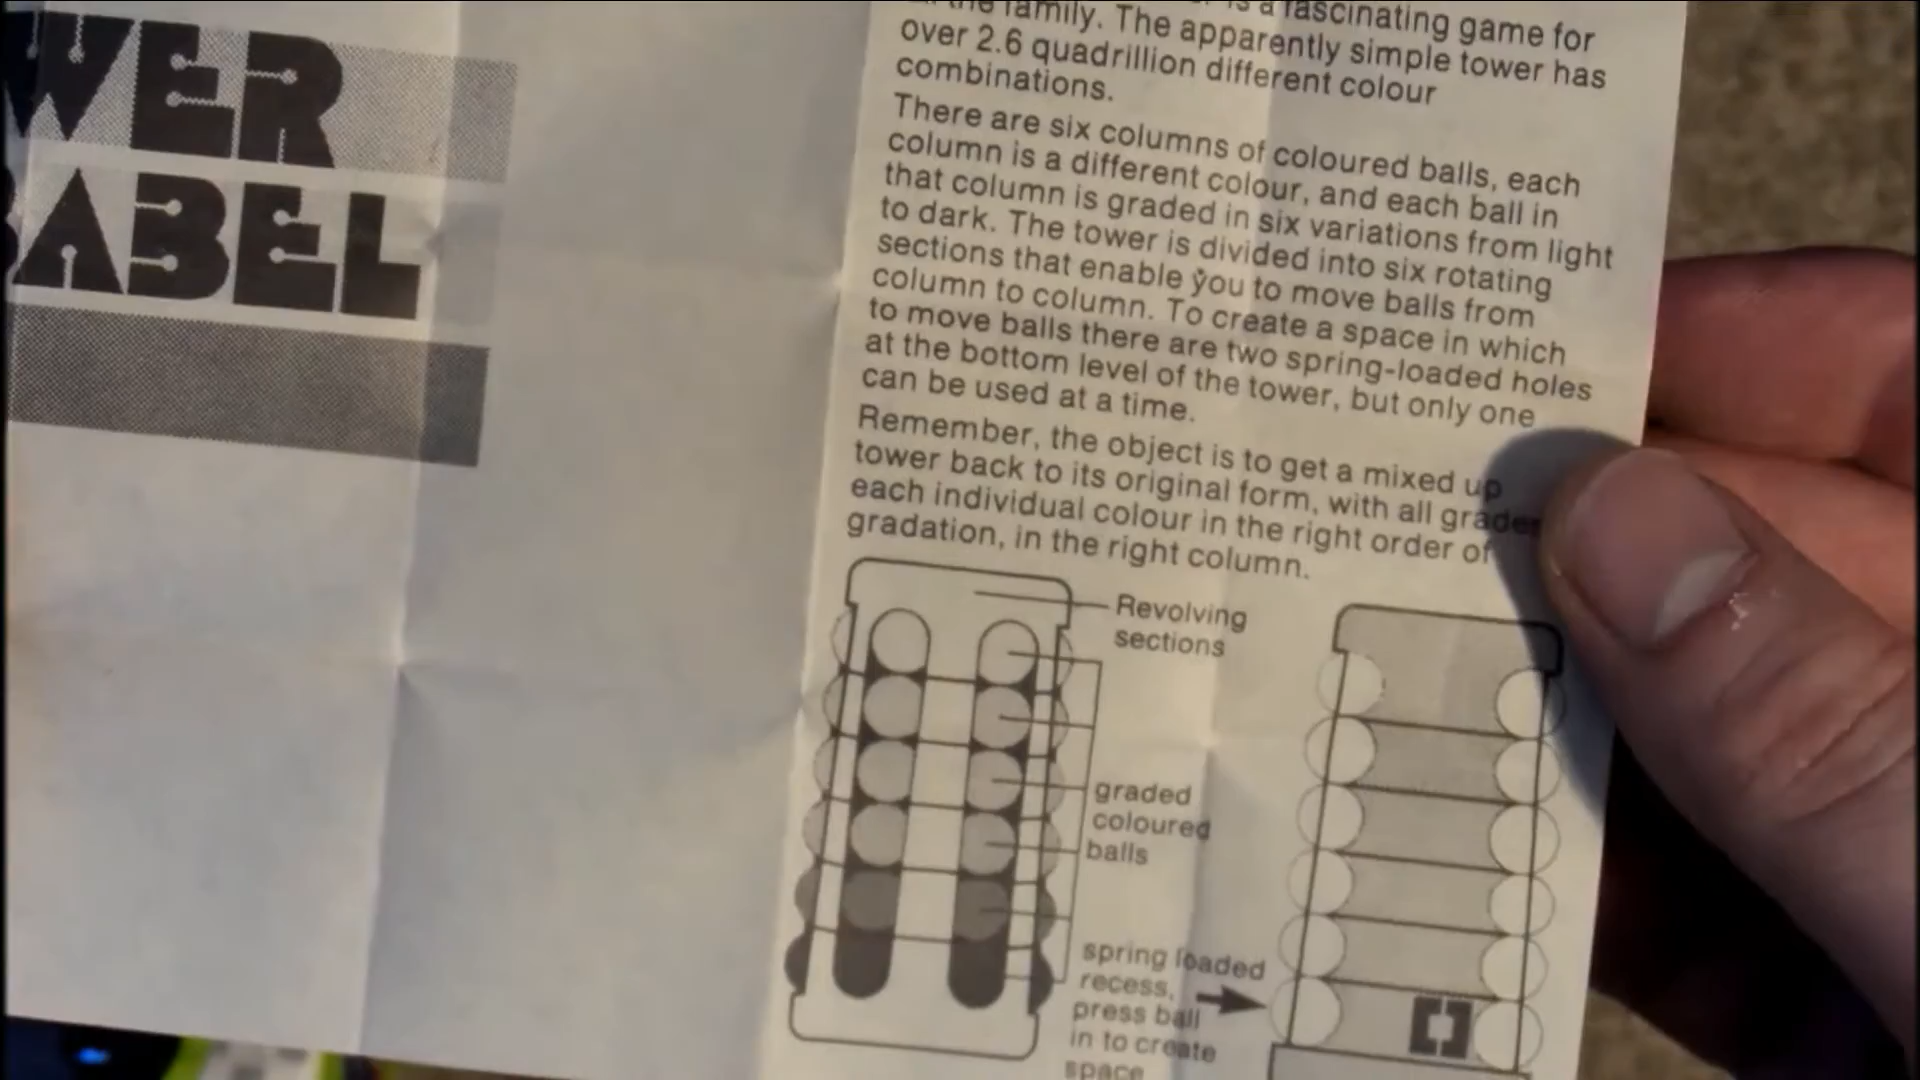 WER
BABEL
is a fascinating game for
the family. The apparently simple tower has
over 2.6 quadrillion different colour
combinations.
There are six columns of coloured balls, each
column is a different colour, and each ball in
that column is graded in six variations from light
to dark. The tower is divided into six rotating
sections that enable you to move balls from
column to column. To create a space in which
to move balls there are two spring-loaded holes
at the bottom level of the tower, but only one
can be used at a time.
Remember, the object is to get a mixed up
tower back to its original form, with all grades
each individual colour in the right order of
gradation, in the right column.
Revolving
sections
graded
coloured
balls
spring loaded
recess,
press ball
in to create
space